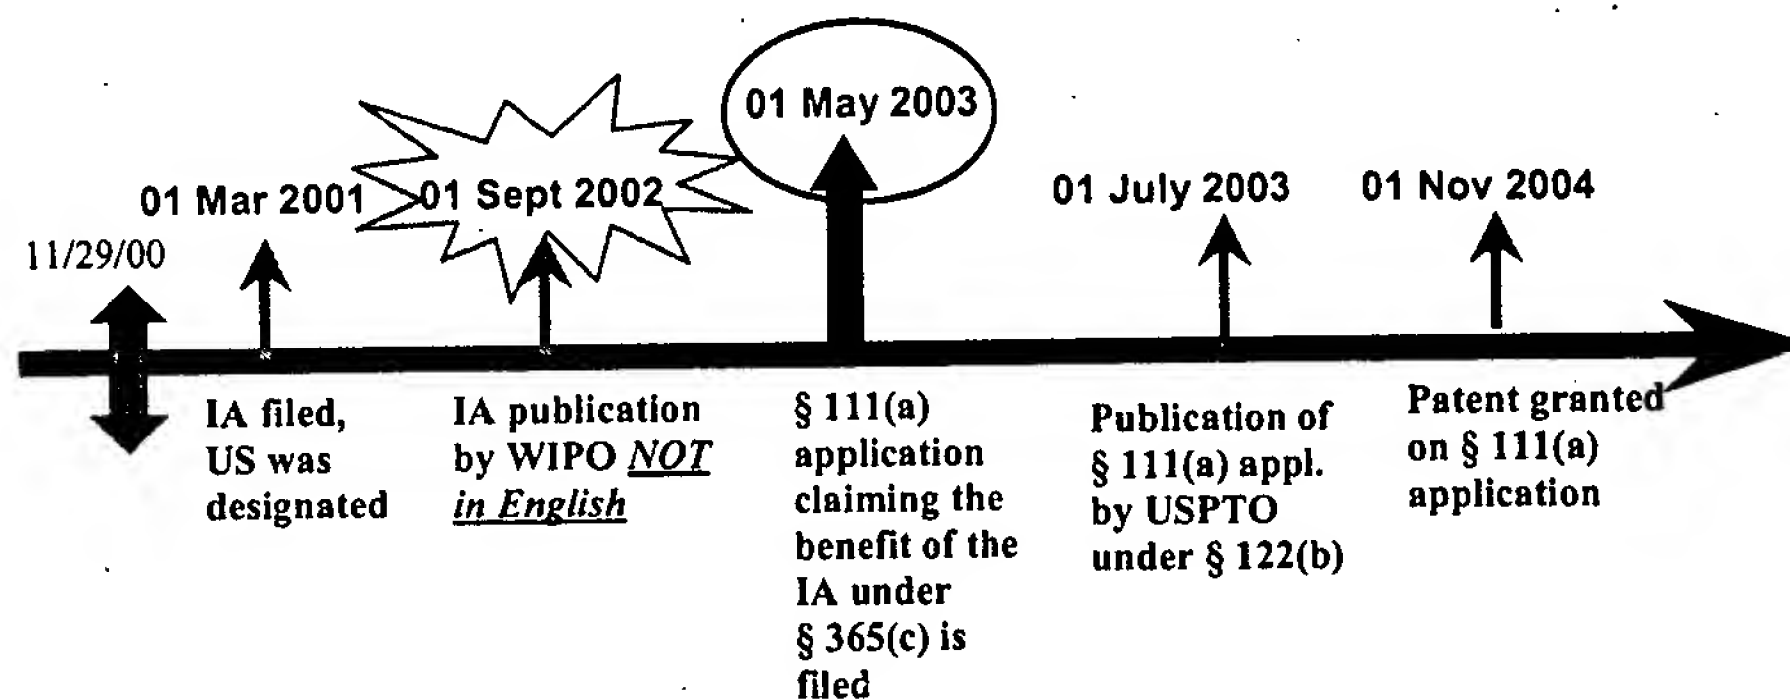 01 May 2003
01 Mar 2001
01 Sept 2002
01 July 2003
01 Nov 2004
11/29/00
IA filed,
US was
designated
IA publication
by WIPO NOT
in English
§ 111(a)
application
claiming the
benefit of the
IA under
§ 365(c) is
filed
Publication of
§ 111(a) appl.
by USPTO
under § 122(b)
Patent granted
on § 111(a)
application